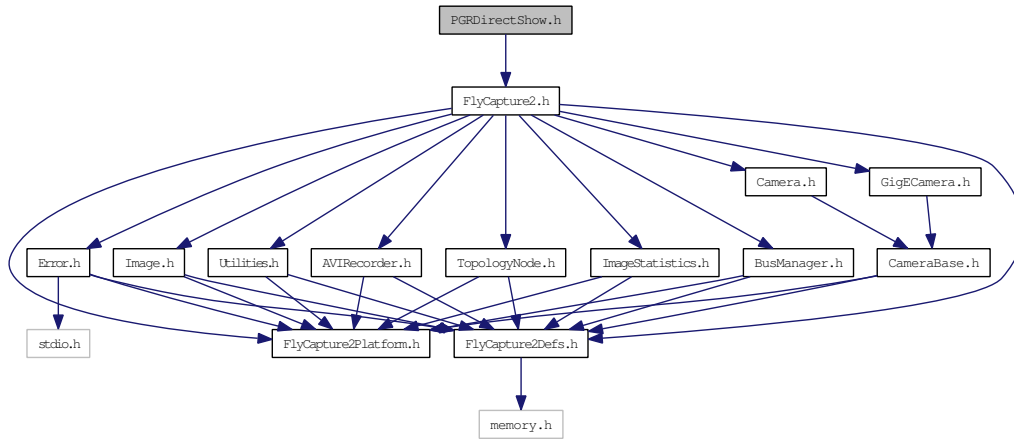 PGRDirectShow.h
FlyCapture2.h
Camera.h
GigECamera.h
Error.h
Image.h
Utilities.h
AVIRecorder.h
TopologyNode.h
ImageStatistics.h
BusManager.h
CameraBase.h
stdio.h
FlyCapture2Platform.h
FlyCapture2Defs.h
memory.h